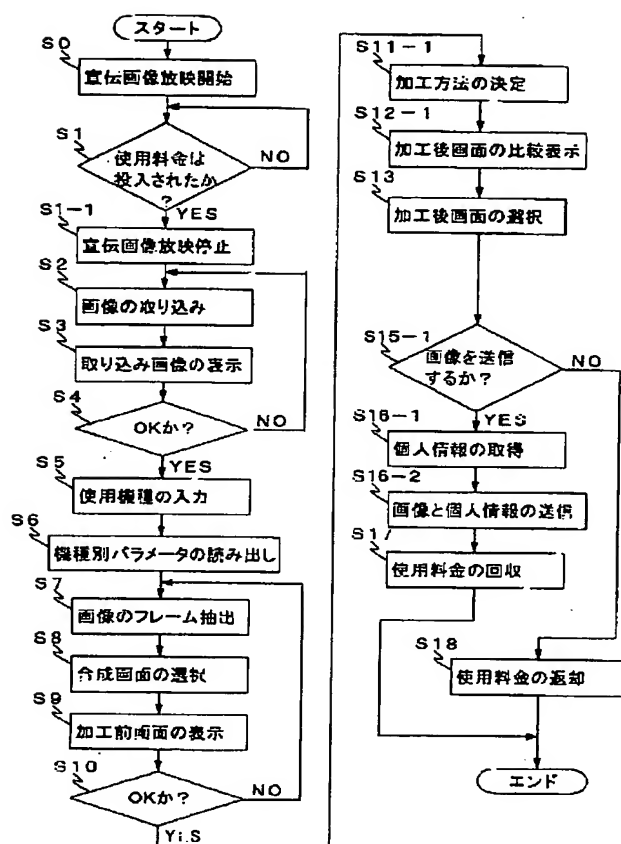 スタート
S0
宣伝画像放映開始
S1
使用料金は
投入されたか
?
NO
YES
S1-1
宣伝画像放映停止
S2
画像の取り込み
S3
取り込み画像の表示
S4
OKか?
NO
YES
S5
使用機種の入力
S6
機種別パラメータの読み出し
S7
画像のフレーム抽出
S8
合成画面の選択
S9
加工前画面の表示
S10
OKか?
NO
Yi.S
S11-1
加工方法の決定
S12-1
加工後画面の比較表示
S13
加工後画面の選択
S15-1
画像を送信
するか?
NO
YES
S16-1
個人情報の取得
S16-2
画像と個人情報の送信
S17
使用料金の回収
S18
使用料金の返却
エンド